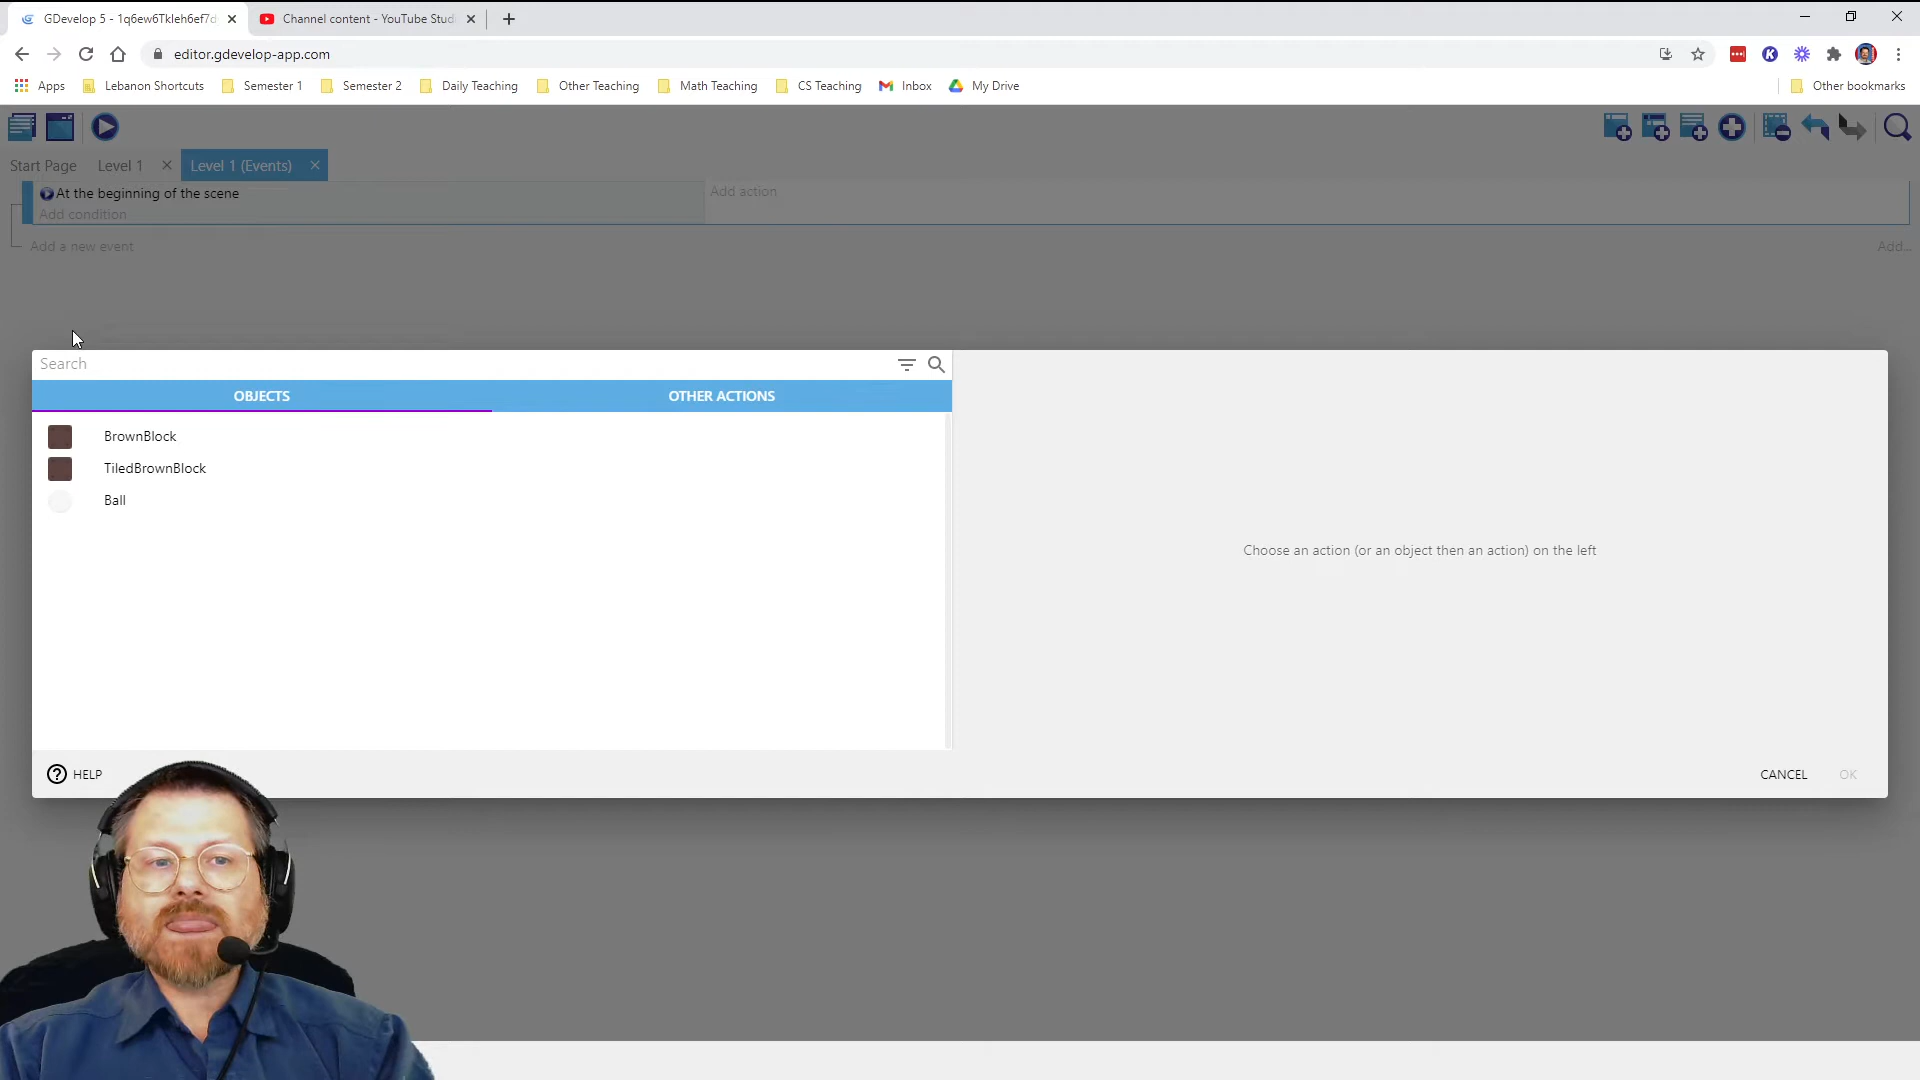 GDevelop 5 - 1q6ew6Tkleh6ef7d
Channel content - YouTube Stud
editor.gdevelop-app.com
Apps
Lebanon Shortcuts
Semester 1
Semester 2
Daily Teaching
Other Teaching
Math Teaching
CS Teaching
Inbox
My Drive
Other bookmarks
Start Page
Level 1
Level 1 (Events)
At the beginning of the scene
Add action
Add condition
Add a new event
Add...
Search
OBJECTS
OTHER ACTIONS
BrownBlock
TiledBrownBlock
Ball
Choose an action (or an object then an action) on the left
HELP
CANCEL
OK